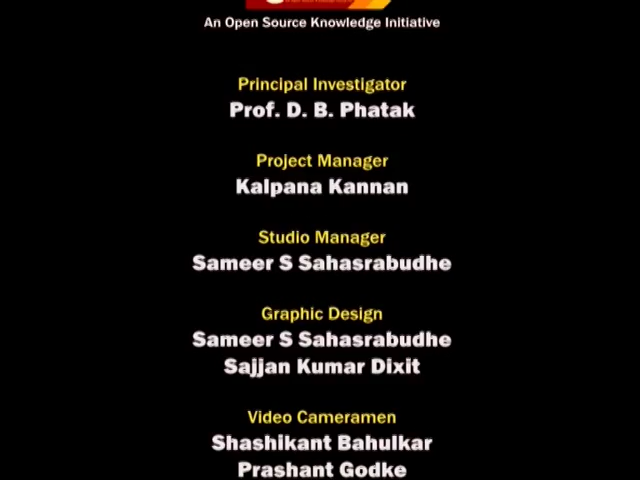 An Open Source Knowledge Initiative
Principal Investigator
Prof. D. B. Phatak
Project Manager
Kalpana Kannan
Studio Manager
Sameer S Sahasrabudhe
Graphic Design
Sameer S Sahasrabudhe
Sajjan Kumar Dixit
Video Cameramen
Shashikant Bahulkar
Prashant Godke